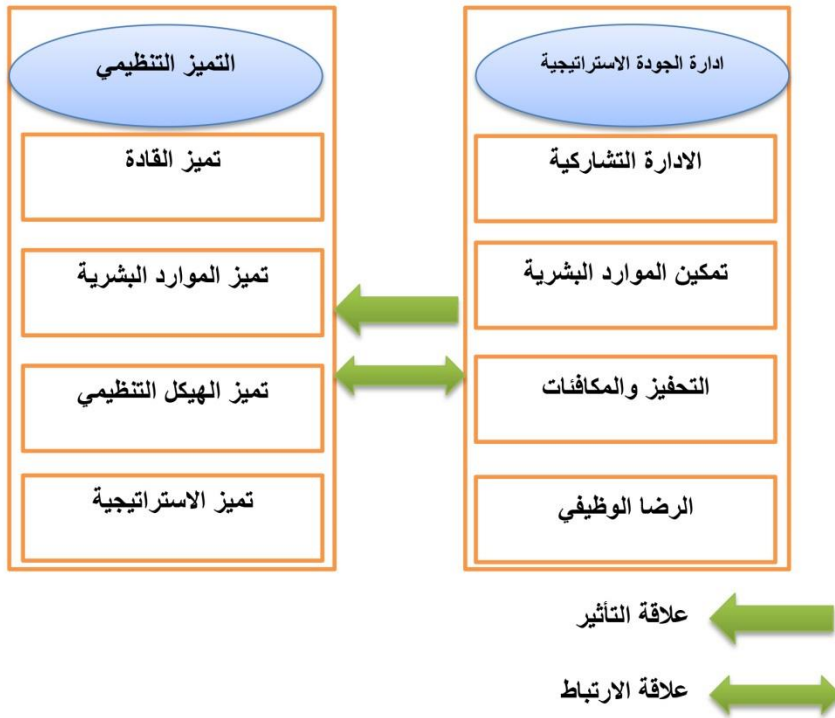 ادارة الجودة الاستراتيجية
الادارة التشاركية
تمكين الموارد البشرية
التحفيز والمكافئات
الرضا الوظيفي
التميز التنظيمي
تميز القادة
تميز الموارد البشرية
تميز الهيكل التنظيمي
تميز الاستراتيجية
علاقة التأثير
علاقة الارتباط